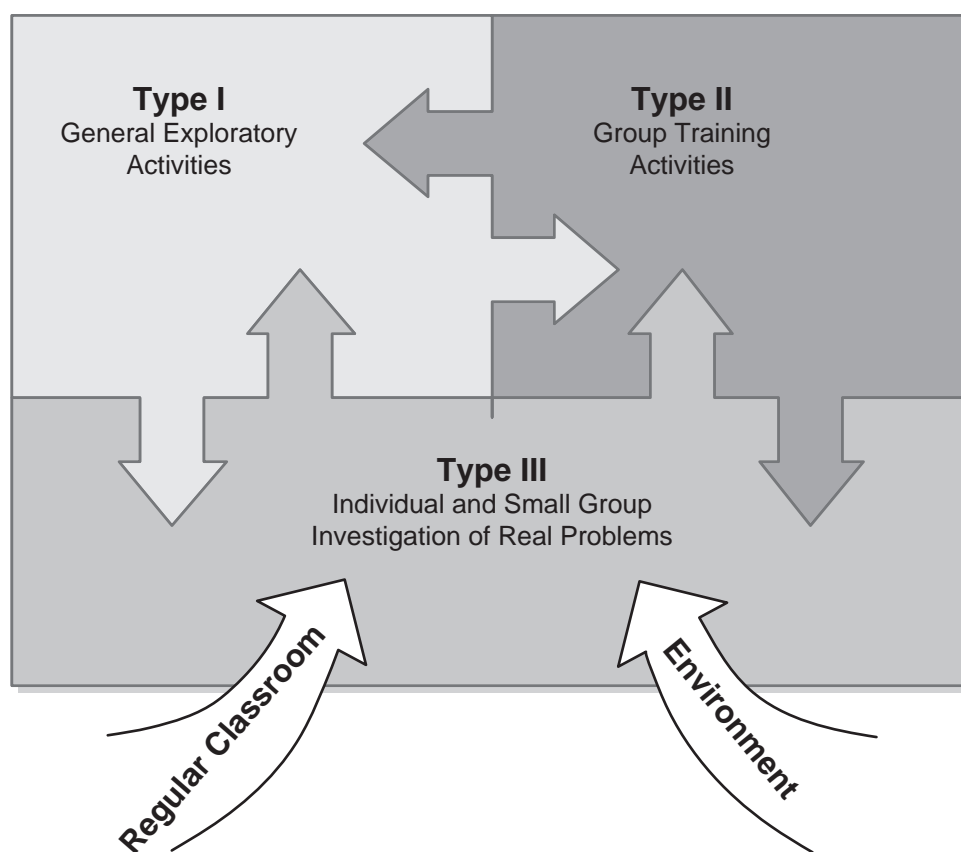 Type I
General Exploratory
Activities
Type II
Group Training
Activities
Type III
Individual and Small Group
Investigation of Real Problems
Regular Classroom
Environment